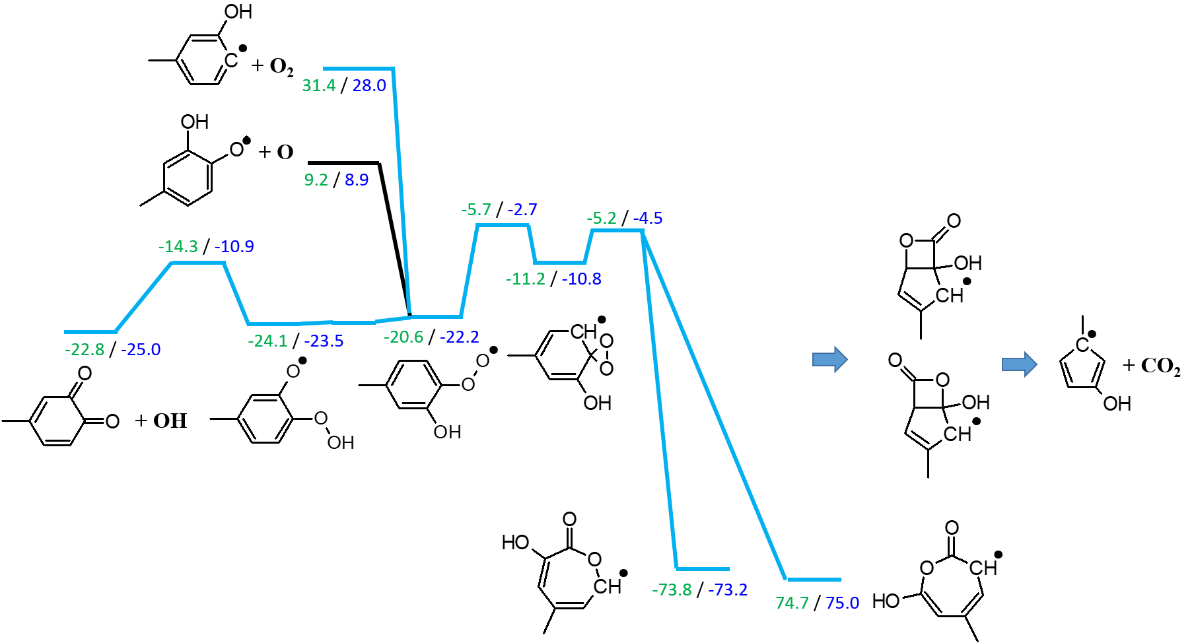 OH
C• + O₂
31.4 / 28.0
OH
O• + O
9.2 / 8.9
-14.3 / -10.9
-5.7 / -2.7
-5.2 / -4.5
-11.2 / -10.8
-22.8 / -25.0
-24.1 / -23.5
-20.6 / -22.2
O
O
+ OH
O•
O
OH
O•
O
OH
CH•
O
O
OH
O
O
OH
CH•
O
O
OH
CH•
C•
OH
+ CO₂
O
HO
O
CH•
-73.8 / -73.2
74.7 / 75.0
O
O
CH•
HO